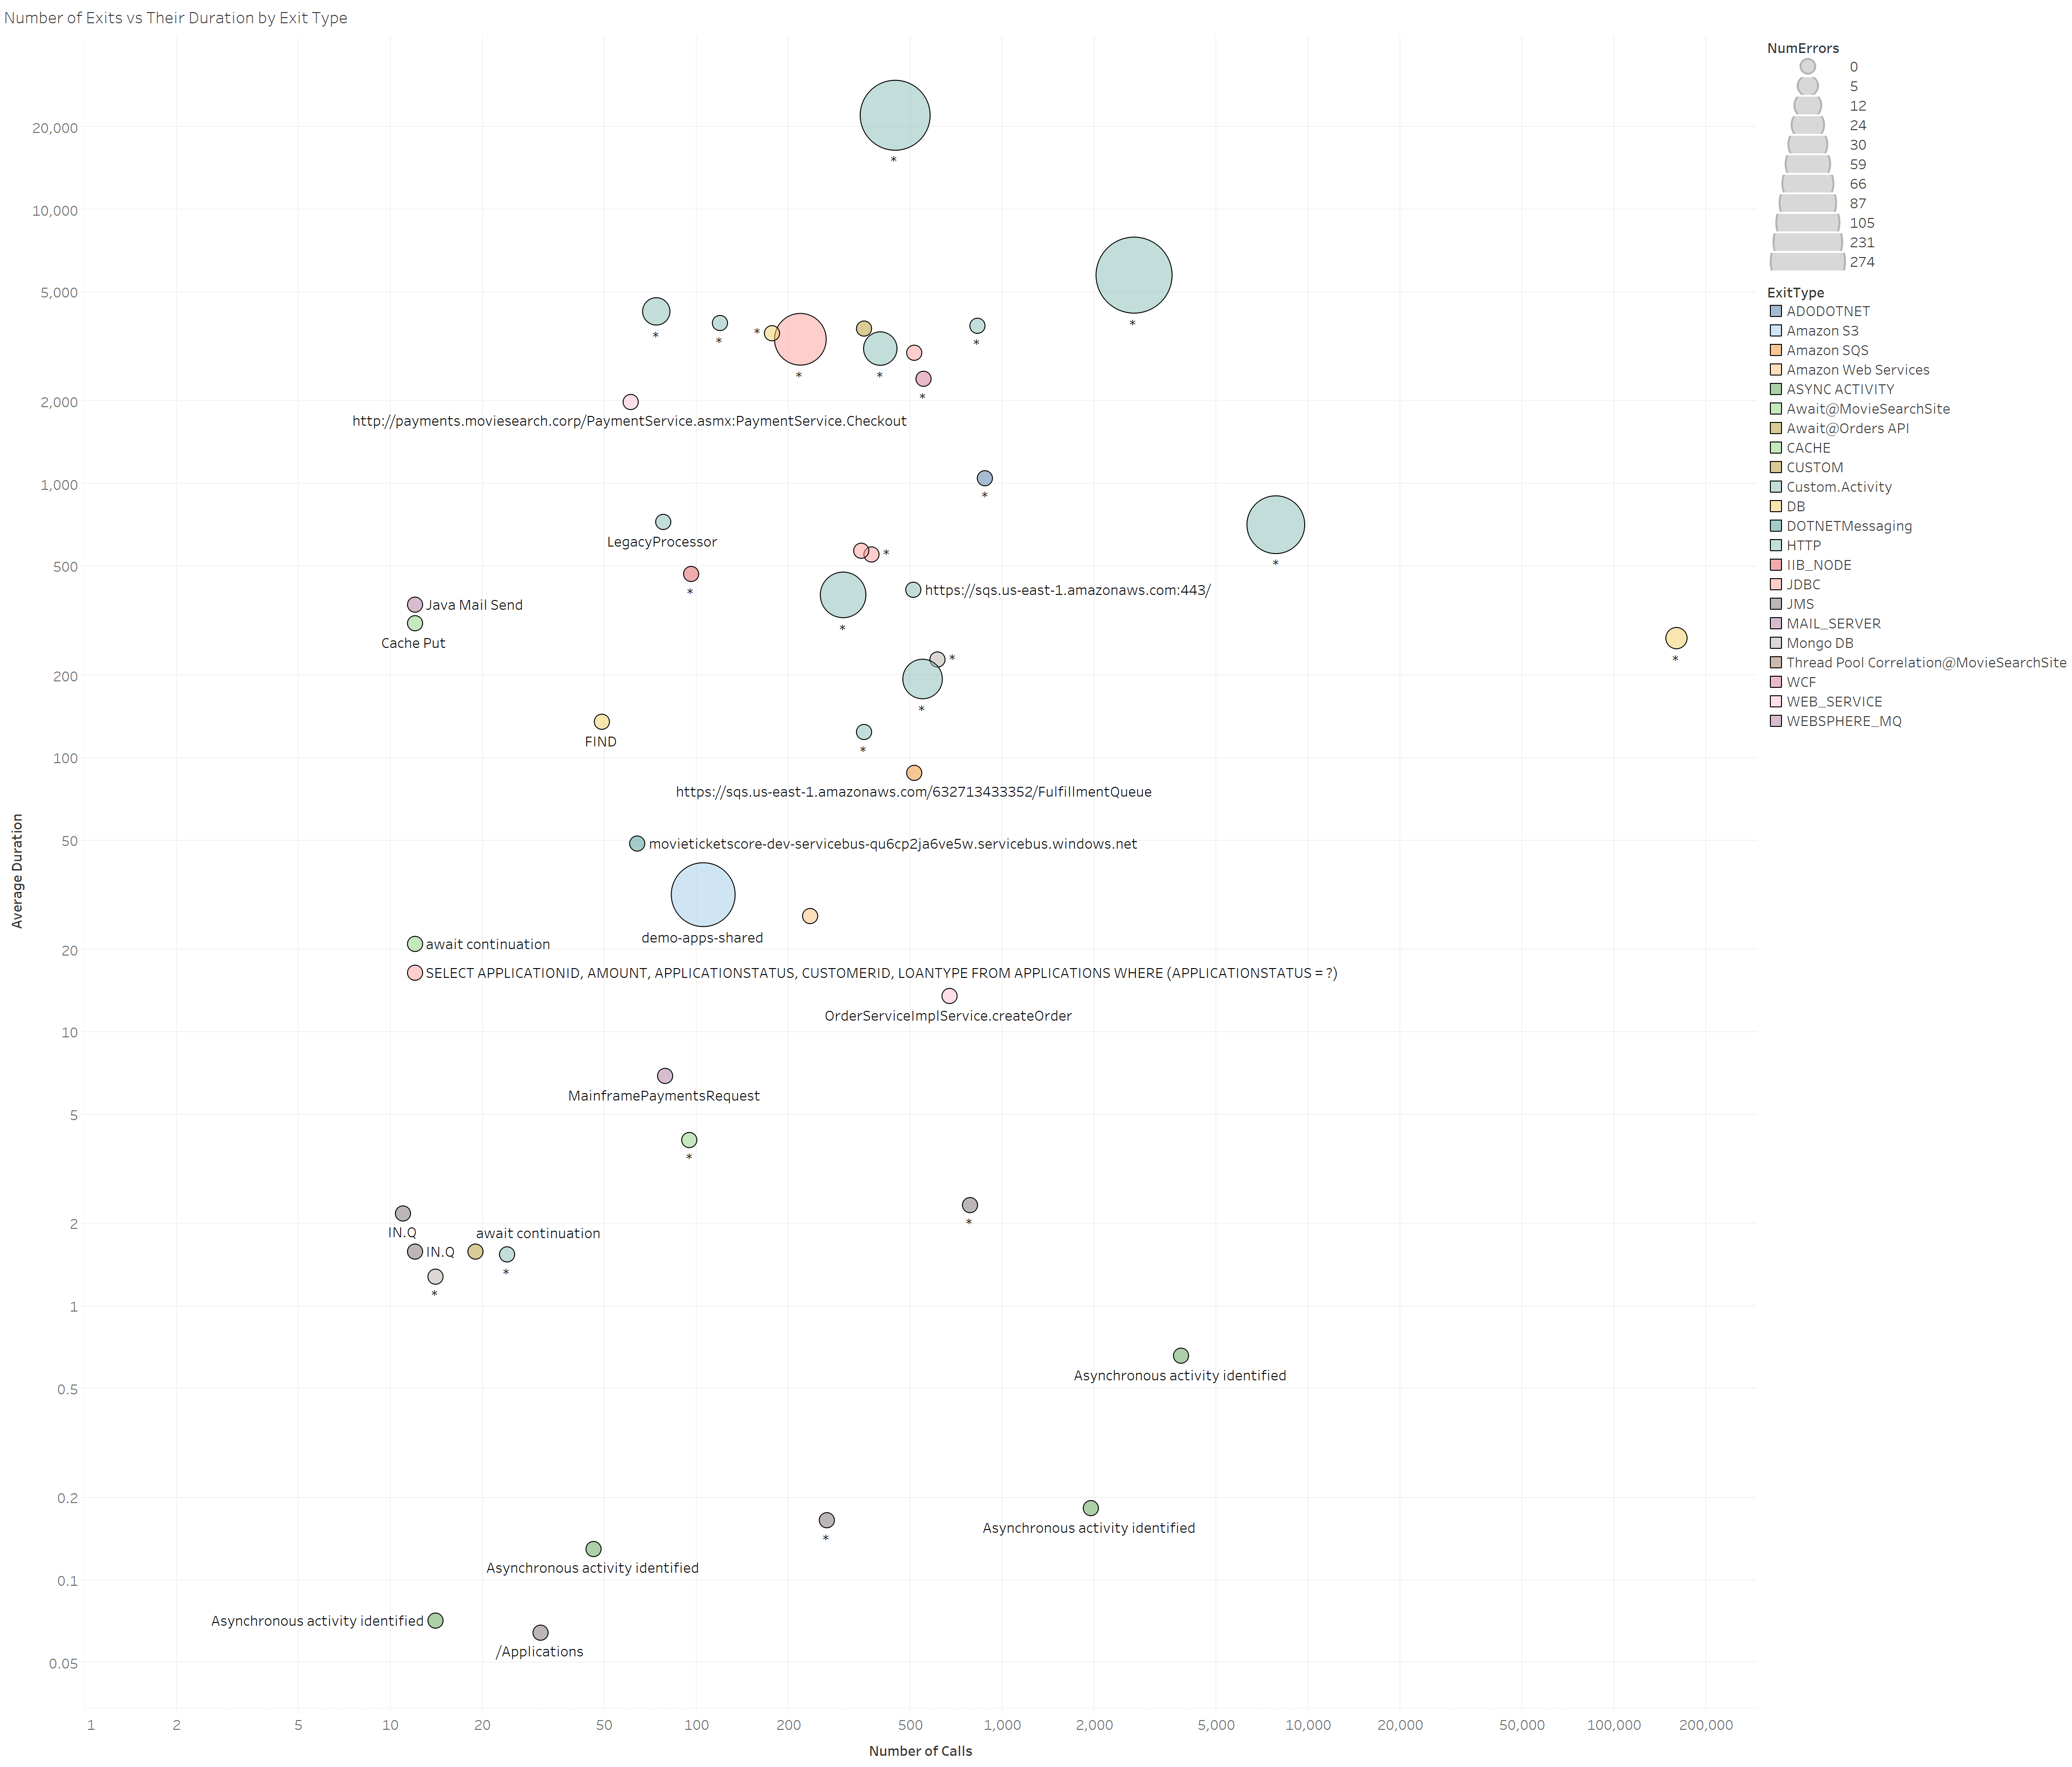 Number of Exits vs Their Duration by Exit Type
NumErrors
0
5
12
24
30
59
66
87
105
231
274
ExitType
ADODOTNET
Amazon S3
Amazon SQS
Amazon Web Services
ASYNC ACTIVITY
Await@MovieSearchSite
Await@Orders API
CACHE
CUSTOM
Custom.Activity
DB
DOTNETMessaging
HTTP
IIB_NODE
JDBC
JMS
MAIL_SERVER
Mongo DB
Thread Pool Correlation@MovieSearchSite
WCF
WEB_SERVICE
WEBSPHERE_MQ
Average Duration
20,000
10,000
5,000
2,000
1,000
500
200
100
50
20
10
5
2
1
0.5
0.2
0.1
0.05
*
*
*
*
*
*
*
*
*
http://payments.moviesearch.corp/PaymentService.asmx:PaymentService.Checkout
*
LegacyProcessor
*
*
*
https://sqs.us-east-1.amazonaws.com:443/
Java Mail Send
*
Cache Put
*
*
*
FIND
*
https://sqs.us-east-1.amazonaws.com/632713433352/FulfillmentQueue
movieticketscore-dev-servicebus-qu6cp2ja6ve5w.servicebus.windows.net
demo-apps-shared
await continuation
SELECT APPLICATIONID, AMOUNT, APPLICATIONSTATUS, CUSTOMERID, LOANTYPE FROM APPLICATIONS WHERE (APPLICATIONSTATUS = ?)
OrderServiceImplService.createOrder
MainframePaymentsRequest
*
*
IN.Q
await continuation
IN.Q
*
*
Asynchronous activity identified
Asynchronous activity identified
*
Asynchronous activity identified
Asynchronous activity identified
/Applications
1
2
5
10
20
50
100
200
500
1,000
2,000
5,000
10,000
20,000
50,000
100,000
200,000
Number of Calls